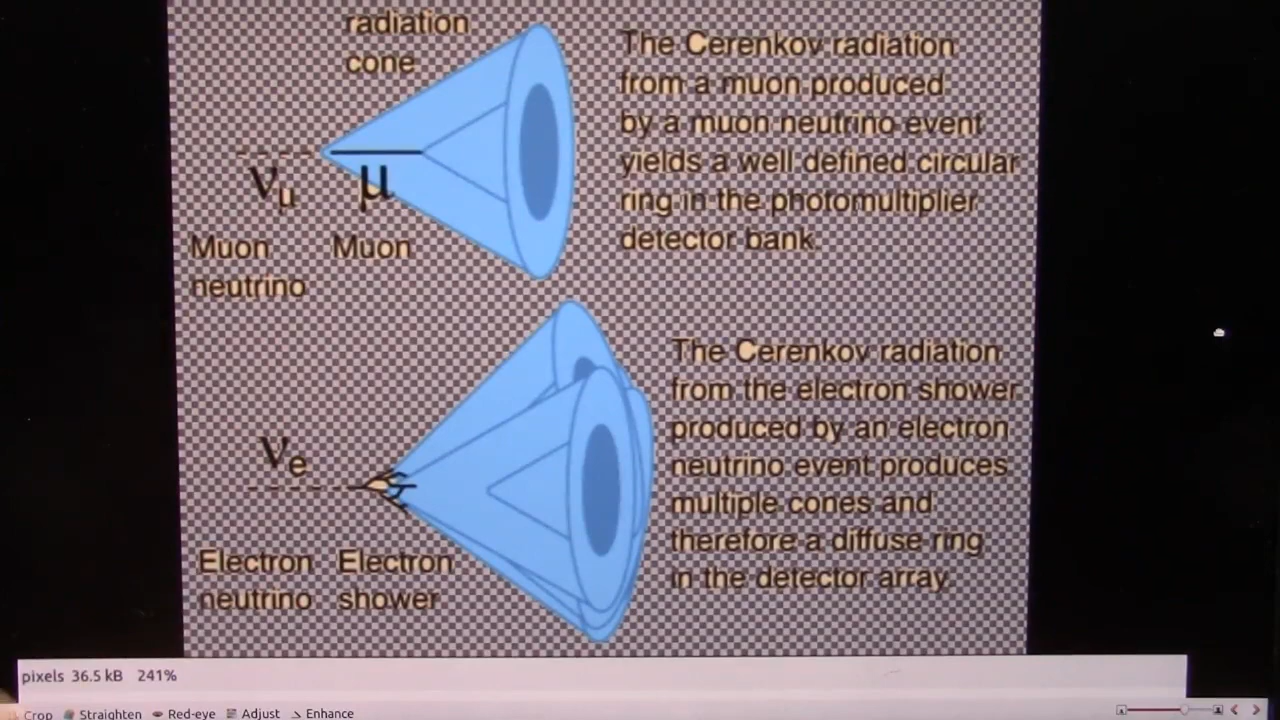 radiation
cone
The Cerenkov radiation
from a muon produced
by a muon neutrino event
yields a well defined circular
ring in the photomultiplier
detector bank.
νμ
μ
Muon
neutrino
Muon
The Cerenkov radiation
from the electron shower
produced by an electron
neutrino event produces
multiple cones and
therefore a diffuse ring
in the detector array.
νe
Electron
neutrino
Electron
shower
pixels 36.5 kB 241%
Crop Straighten Red-eye Adjust Enhance